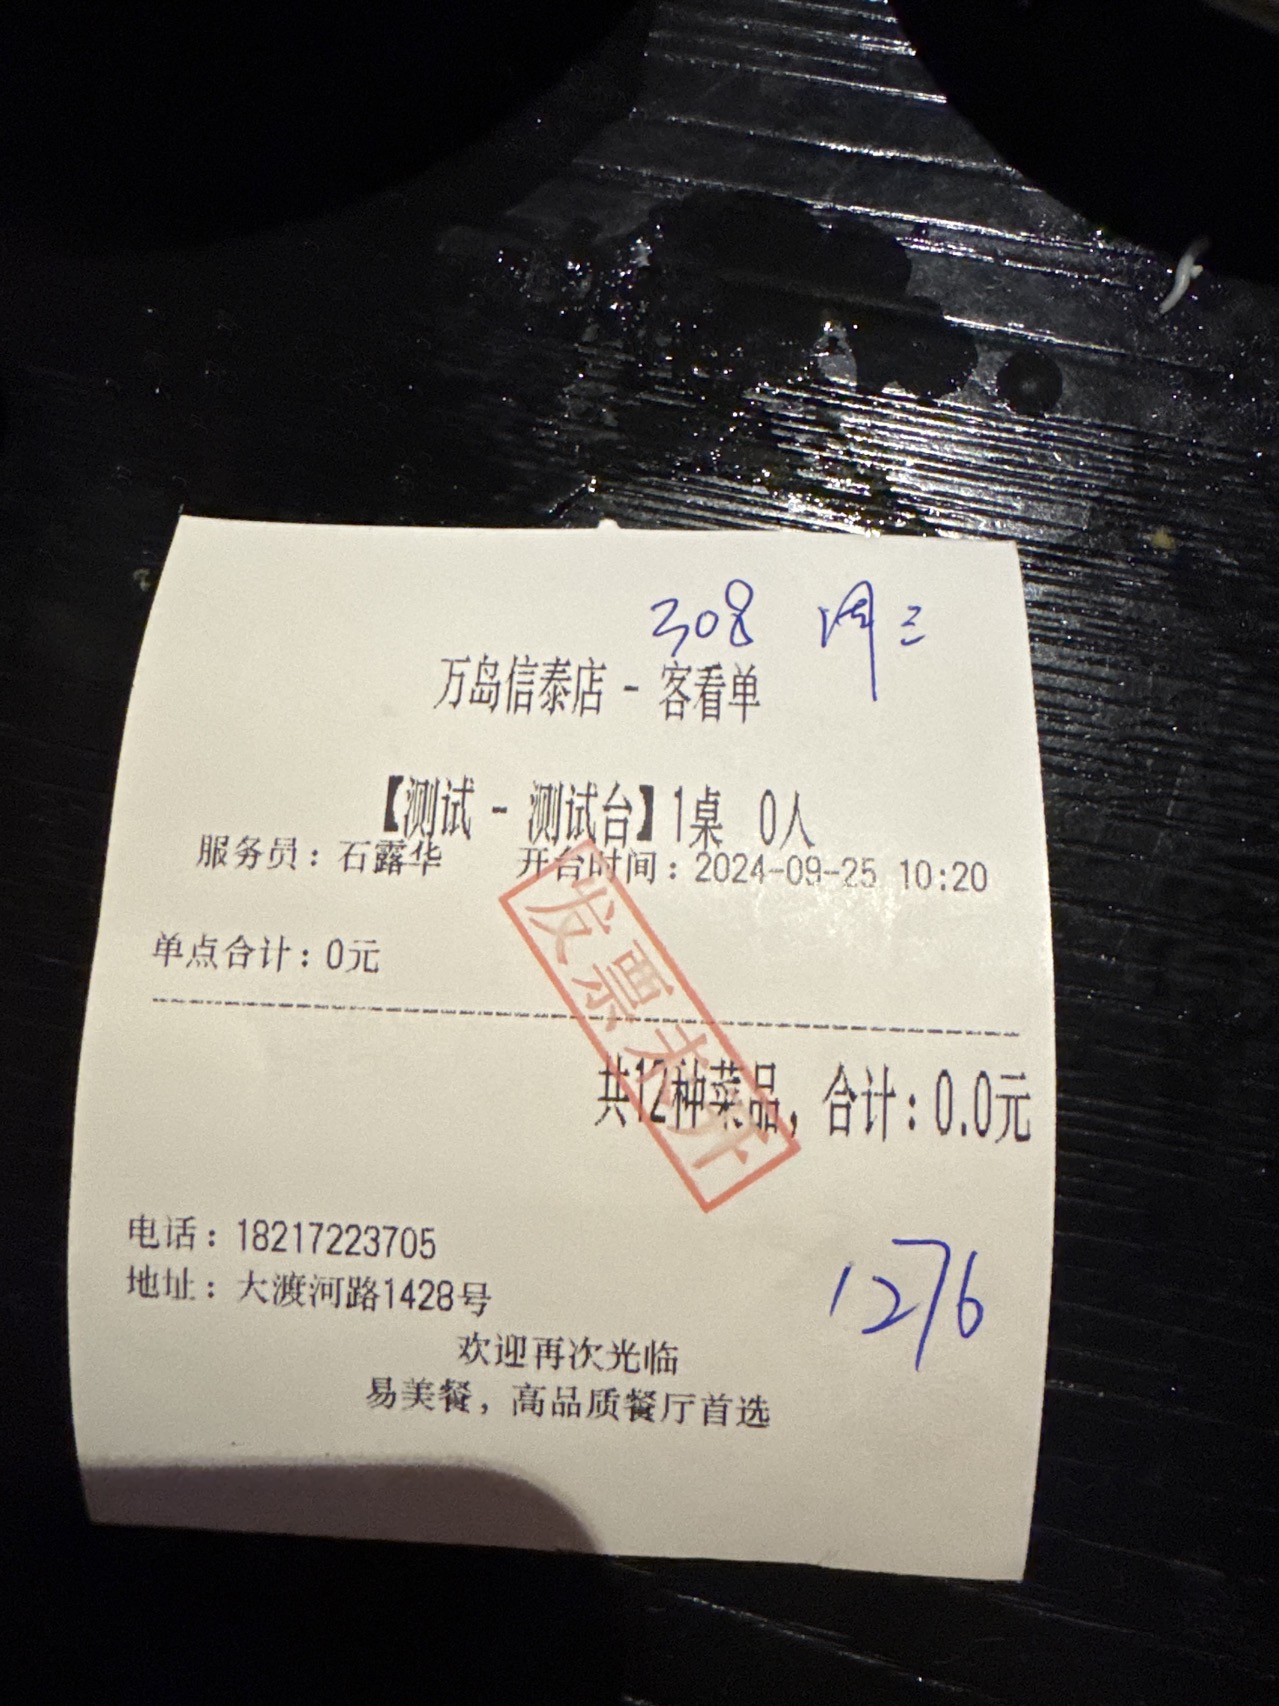 308 周三
万岛信泰店 - 客看单
【测试 - 测试台】1桌 0人
服务员：石露华 开台时间：2024-09-25 10:20
单点合计：0元
发票未开
共12种菜品，合计：0.0元
电话：18217223705
地址：大渡河路1428号
1276
欢迎再次光临
易美餐，高品质餐厅首选